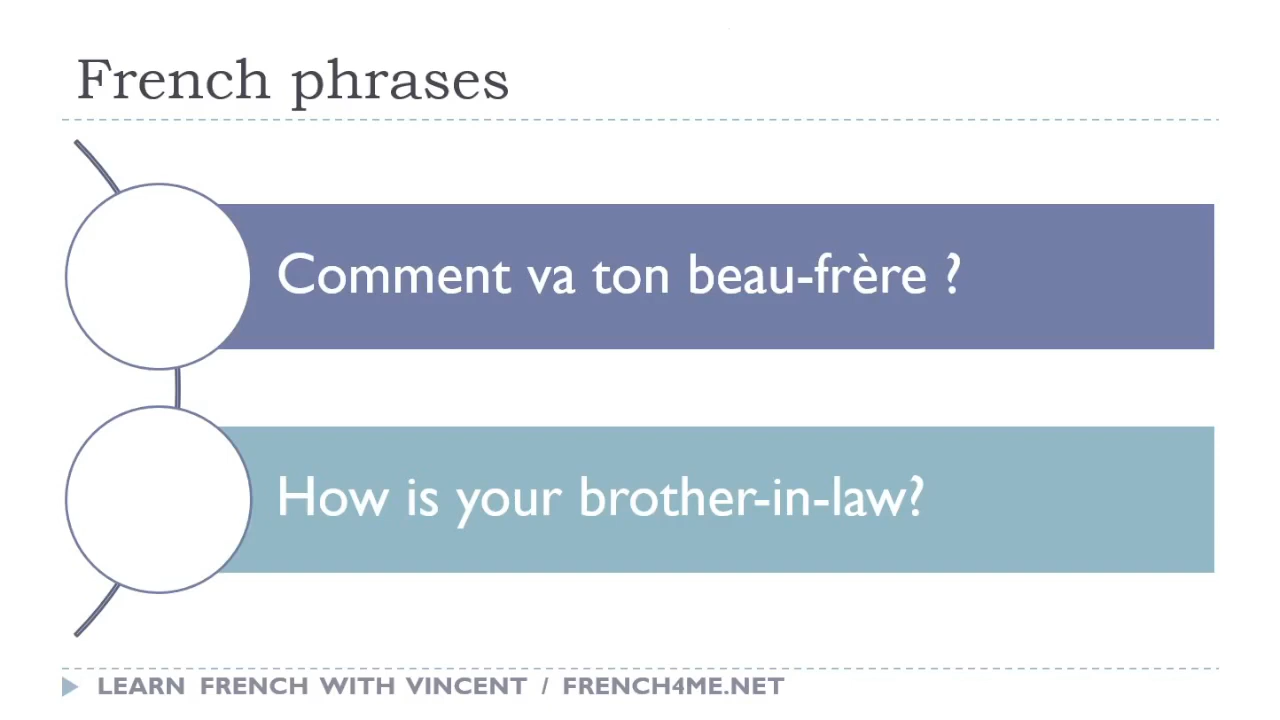 French phrases
Comment va ton beau-frère ?
How is your brother-in-law?
LEARN FRENCH WITH VINCENT / FRENCH4ME.NET